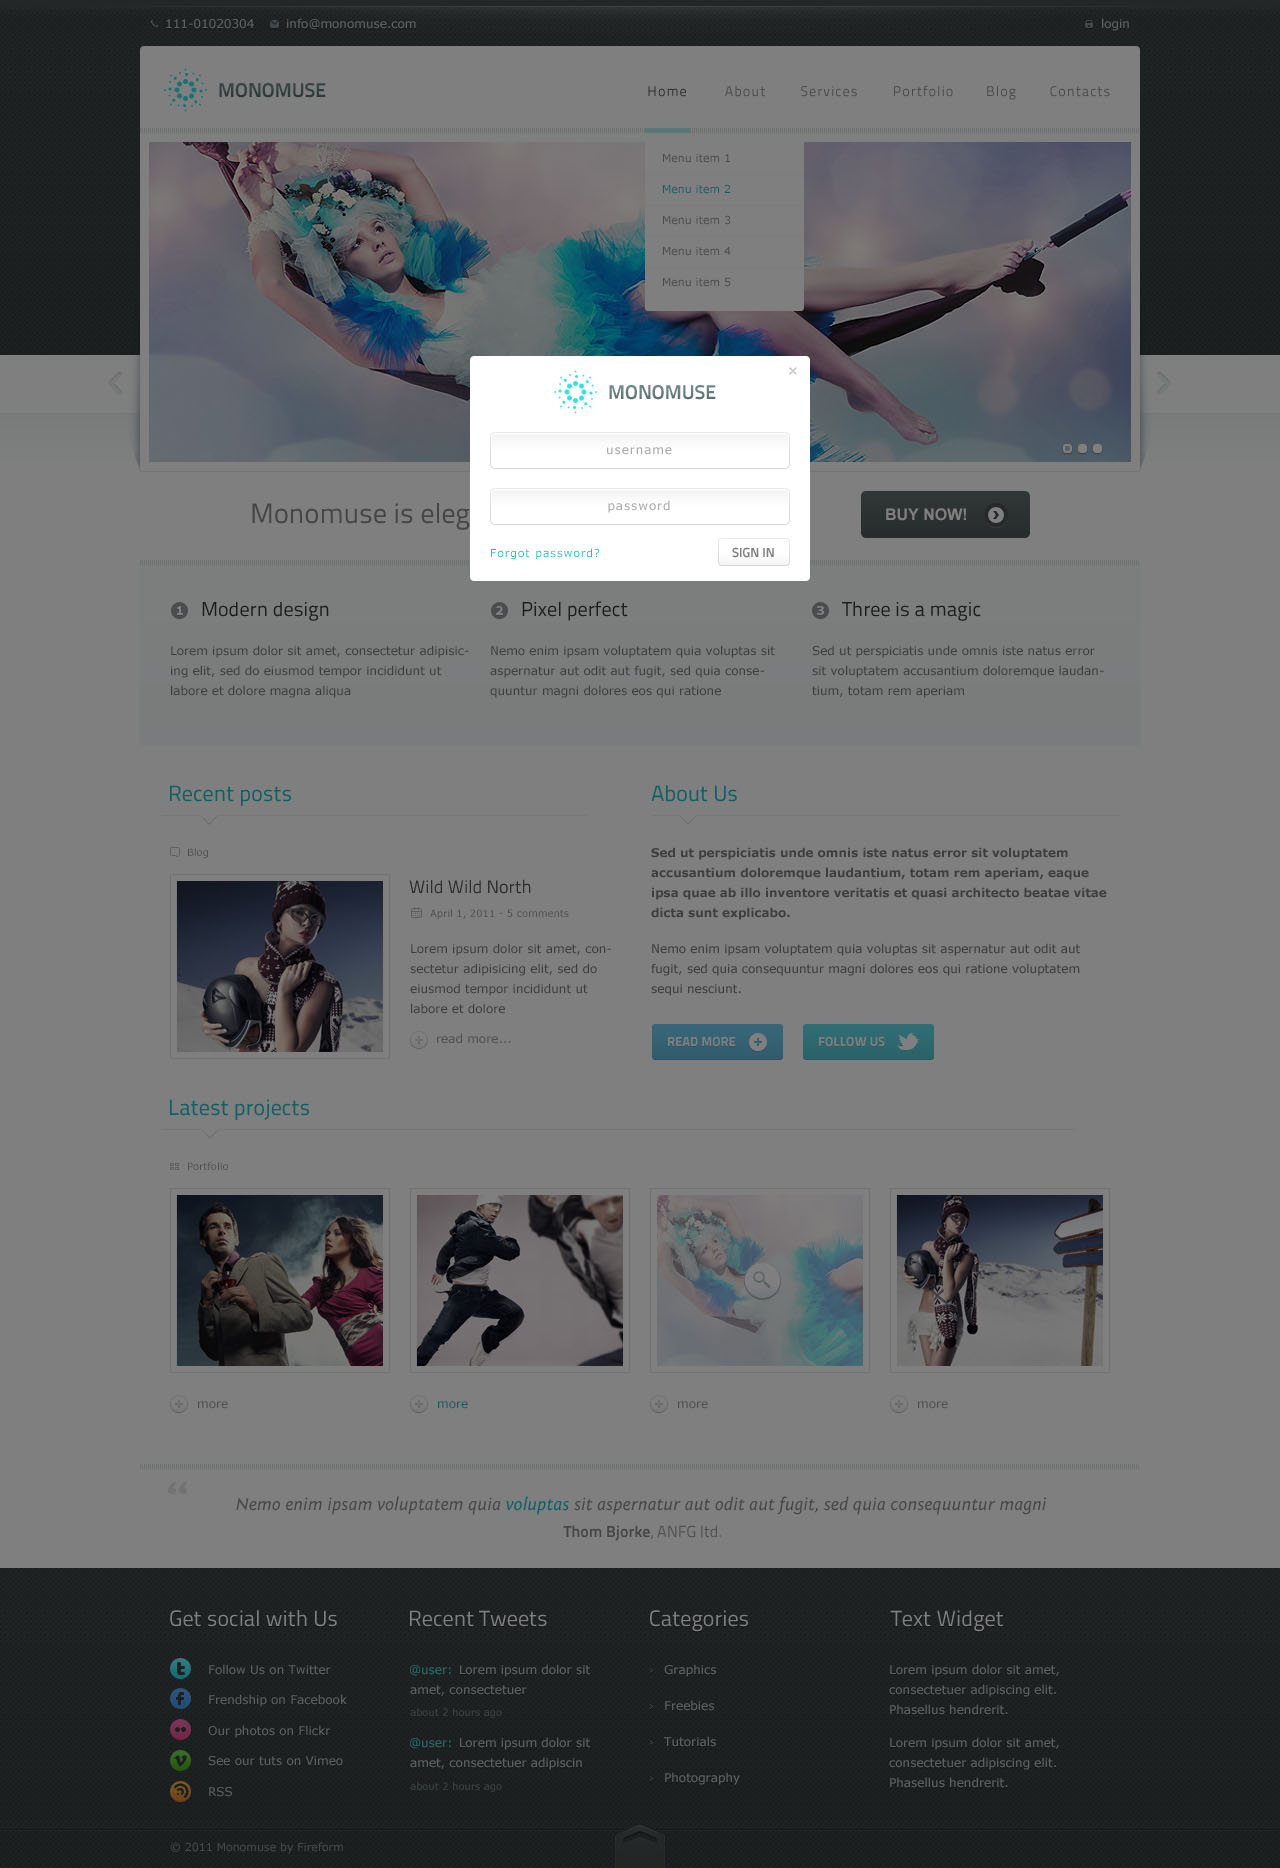 111-01020304 info@monomuse.com login
MONOMUSE
Home About Services Portfolio Blog Contacts
Menu item 1
Menu item 2
Menu item 3
Menu item 4
Menu item 5
×
MONOMUSE
username
password
Forgot password? SIGN IN
Monomuse is eleg
BUY NOW!
1 Modern design
Lorem ipsum dolor sit amet, consectetur adipisic-
ing elit, sed do eiusmod tempor incididunt ut
labore et dolore magna aliqua
2 Pixel perfect
Nemo enim ipsam voluptatem quia voluptas sit
aspernatur aut odit aut fugit, sed quia conse-
quuntur magni dolores eos qui ratione
3 Three is a magic
Sed ut perspiciatis unde omnis iste natus error
sit voluptatem accusantium doloremque laudan-
tium, totam rem aperiam
Recent posts
Blog
Wild Wild North
April 1, 2011 - 5 comments
Lorem ipsum dolor sit amet, con-
sectetur adipisicing elit, sed do
eiusmod tempor incididunt ut
labore et dolore
read more...
About Us
Sed ut perspiciatis unde omnis iste natus error sit voluptatem
accusantium doloremque laudantium, totam rem aperiam, eaque
ipsa quae ab illo inventore veritatis et quasi architecto beatae vitae
dicta sunt explicabo.
Nemo enim ipsam voluptatem quia voluptas sit aspernatur aut odit aut
fugit, sed quia consequuntur magni dolores eos qui ratione voluptatem
sequi nesciunt.
READ MORE FOLLOW US
Latest projects
Portfolio
more more more more
“
Nemo enim ipsam voluptatem quia voluptas sit aspernatur aut odit aut fugit, sed quia consequuntur magni
Thom Bjorke, ANFG ltd.
Get social with Us
Follow Us on Twitter
Frendship on Facebook
Our photos on Flickr
See our tuts on Vimeo
RSS
Recent Tweets
@user: Lorem ipsum dolor sit
amet, consectetuer
about 2 hours ago
@user: Lorem ipsum dolor sit
amet, consectetuer adipiscin
about 2 hours ago
Categories
Graphics
Freebies
Tutorials
Photography
Text Widget
Lorem ipsum dolor sit amet,
consectetuer adipiscing elit.
Phasellus hendrerit.
Lorem ipsum dolor sit amet,
consectetuer adipiscing elit.
Phasellus hendrerit.
© 2011 Monomuse by Fireform